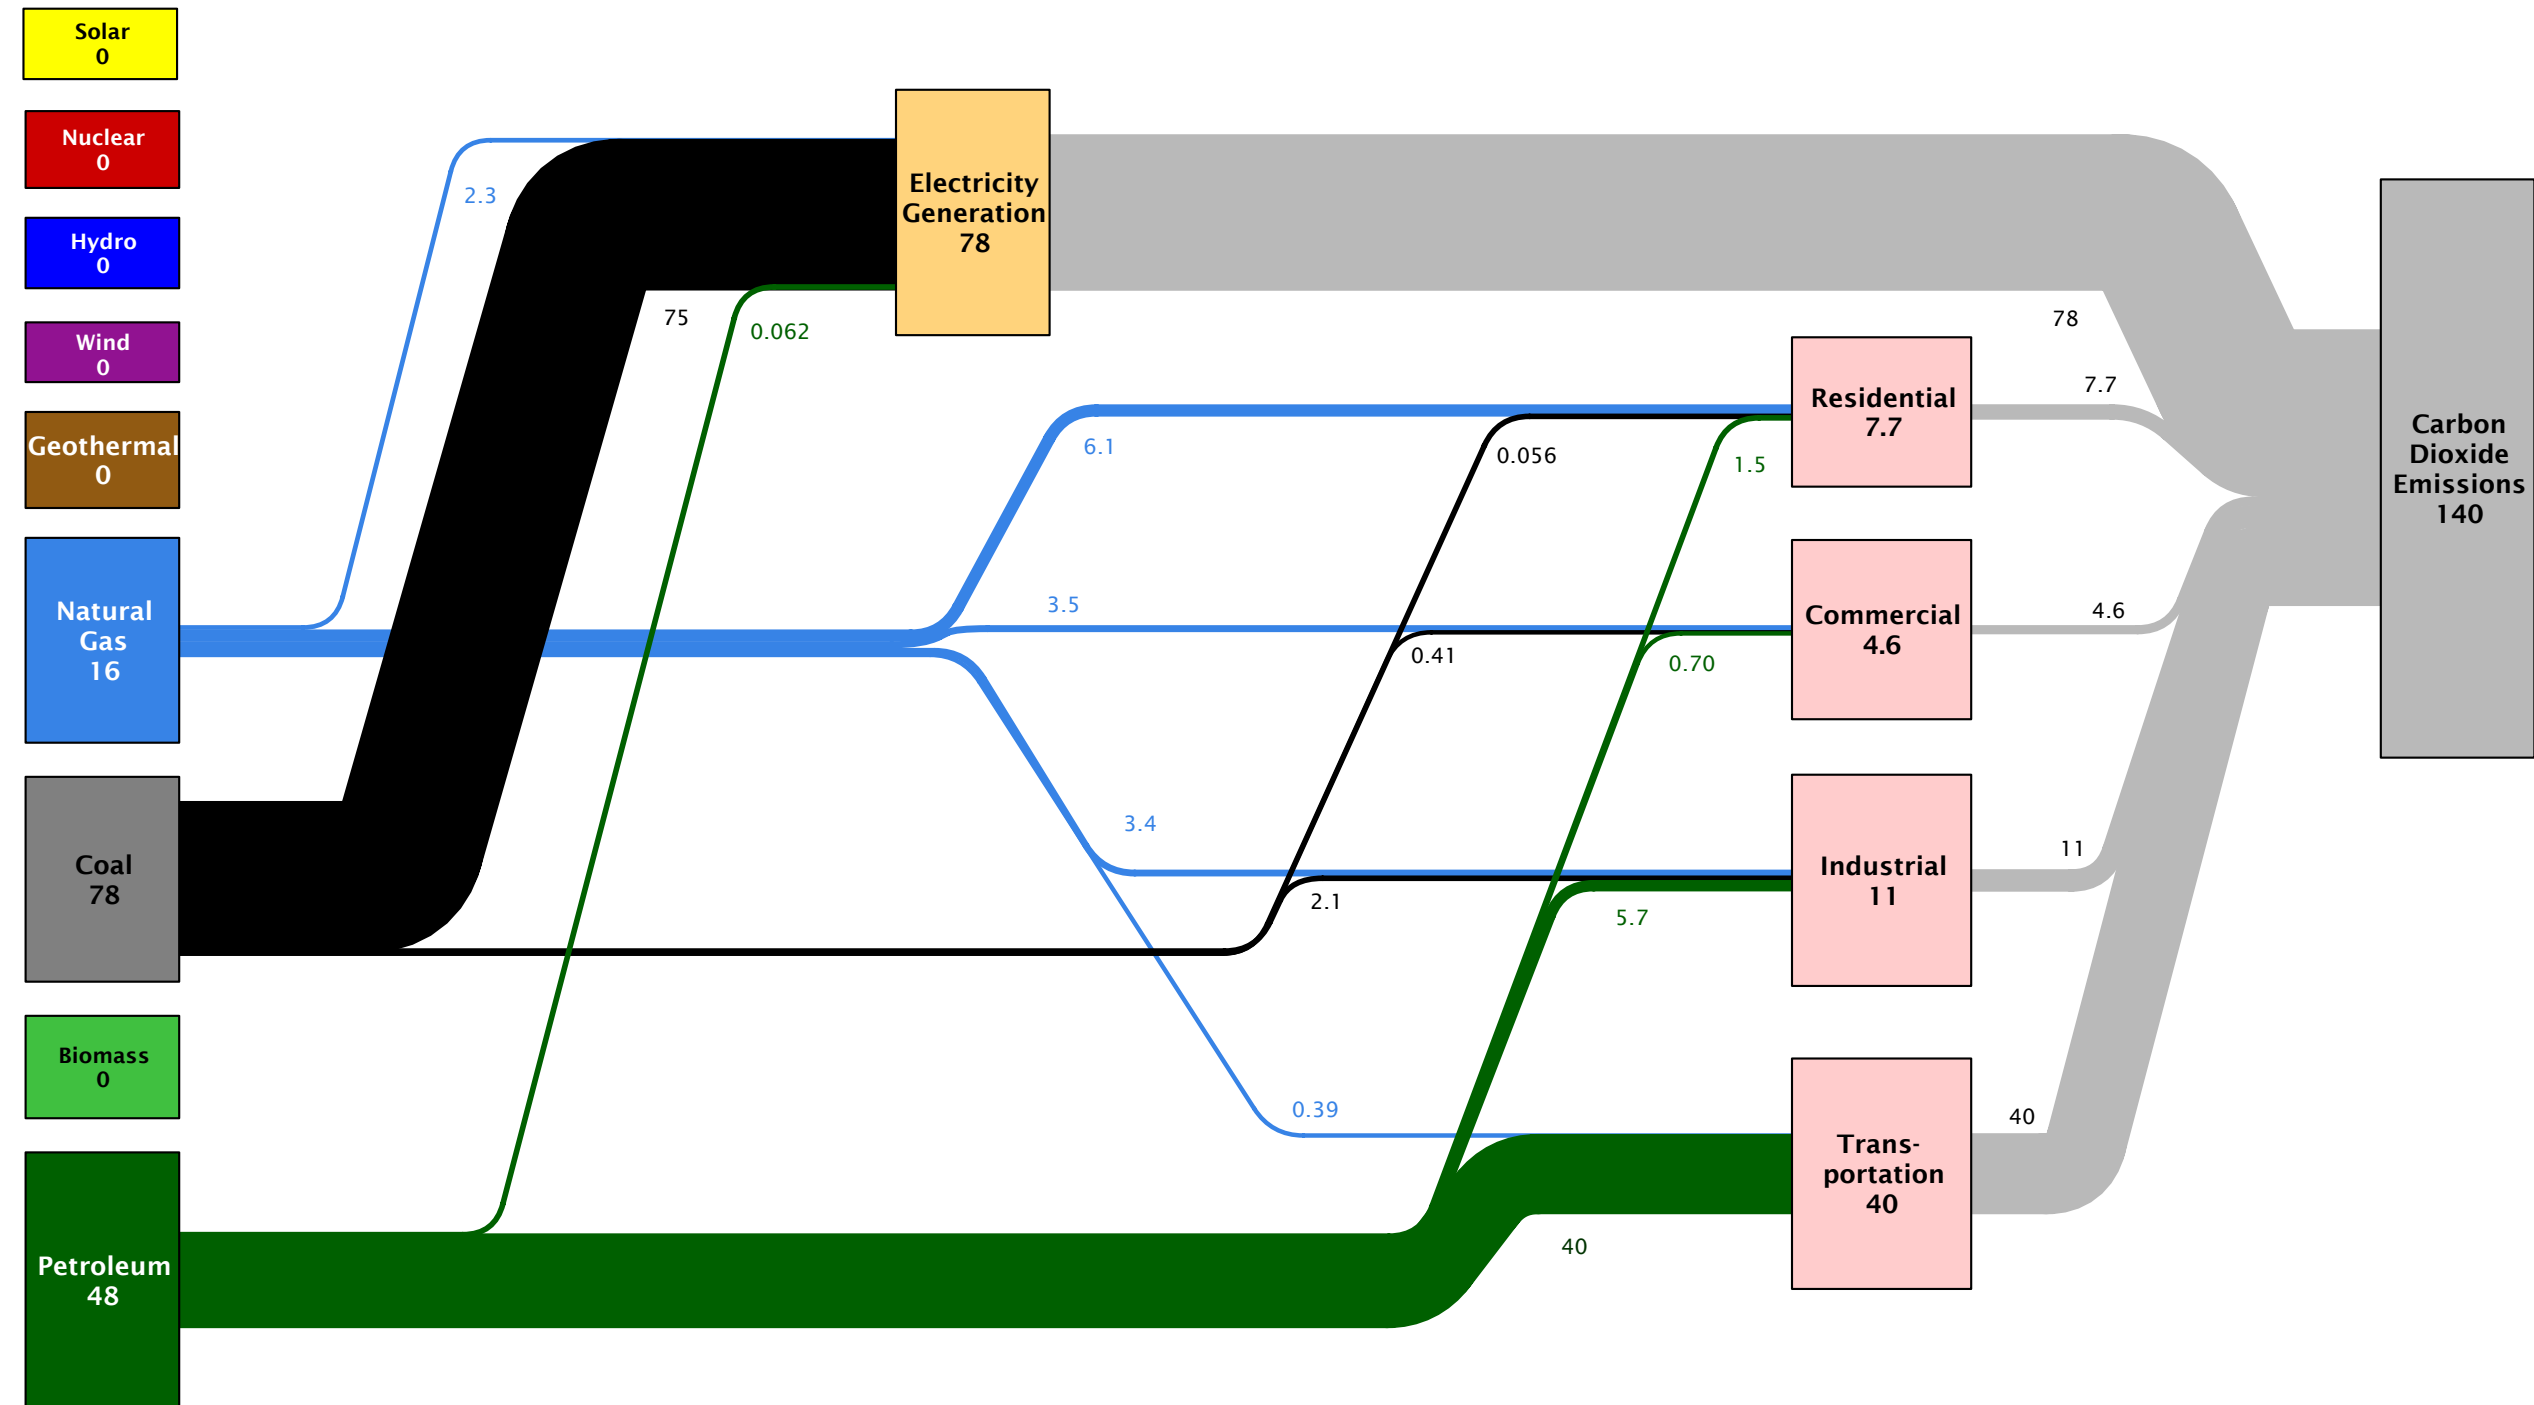 Solar
0
Nuclear
0
Hydro
0
Wind
0
Geothermal
0
Natural
Gas
16
Coal
78
Biomass
0
Petroleum
48
2.3
75
0.062
Electricity
Generation
78
6.1
3.5
3.4
0.39
0.056
0.41
2.1
1.5
0.70
5.7
40
Residential
7.7
Commercial
4.6
Industrial
11
Trans-
portation
40
78
7.7
4.6
11
40
Carbon
Dioxide
Emissions
140